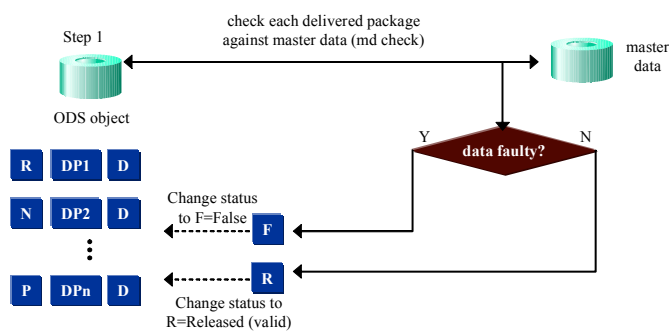 check each delivered package
against master data (md check)
Step 1
master
data
ODS object
Y
N
data faulty?
R DP1 D
Change status
to F=False
N DP2 D
F
P DPn D
R
Change status to
R=Released (valid)